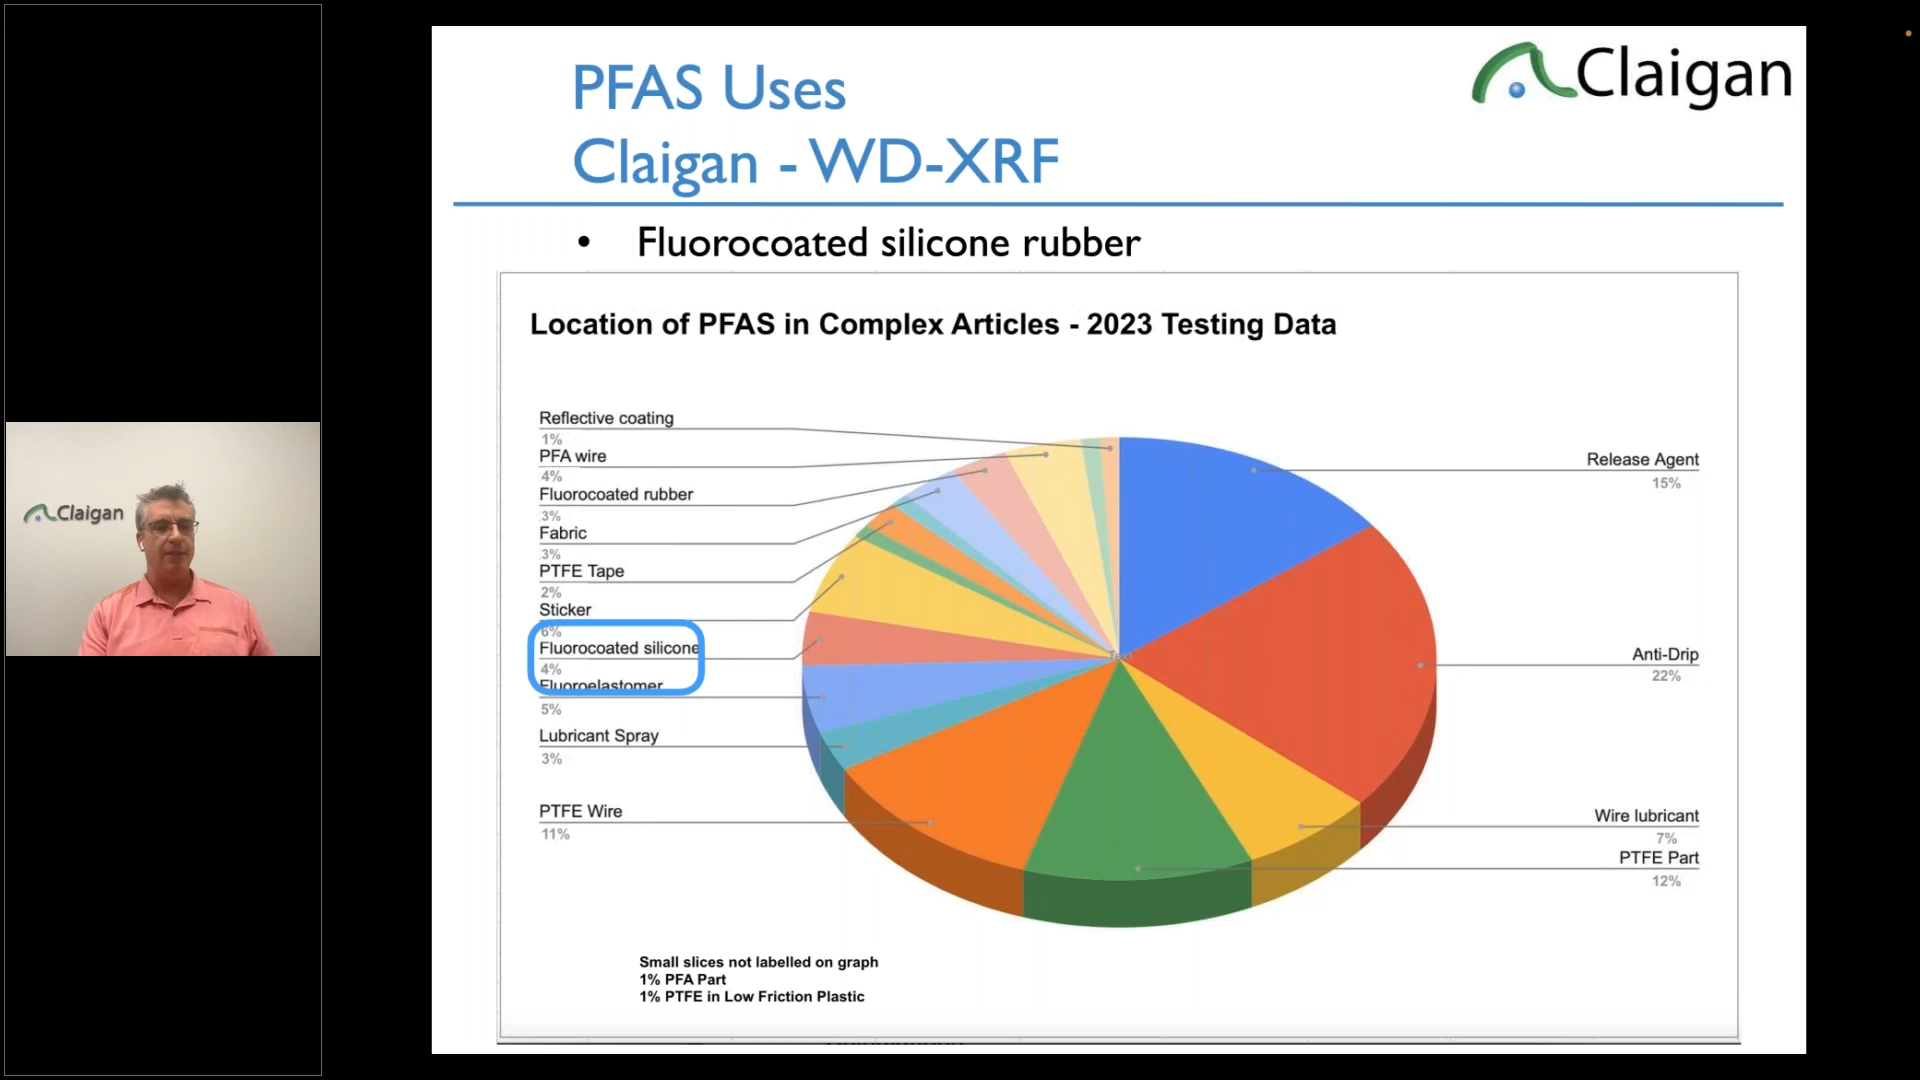 PFAS Uses
Claigan - WD-XRF
Claigan
• Fluorocoated silicone rubber
Location of PFAS in Complex Articles - 2023 Testing Data
Reflective coating
1%
PFA wire
4%
Fluorocoated rubber
3%
Fabric
3%
PTFE Tape
2%
Sticker
6%
Fluorocoated silicone
4%
Fluoroelastomer
5%
Lubricant Spray
3%
PTFE Wire
11%
Release Agent
15%
Anti-Drip
22%
Wire lubricant
7%
PTFE Part
12%
Text
Small slices not labelled on graph
1% PFA Part
1% PTFE in Low Friction Plastic
Claigan